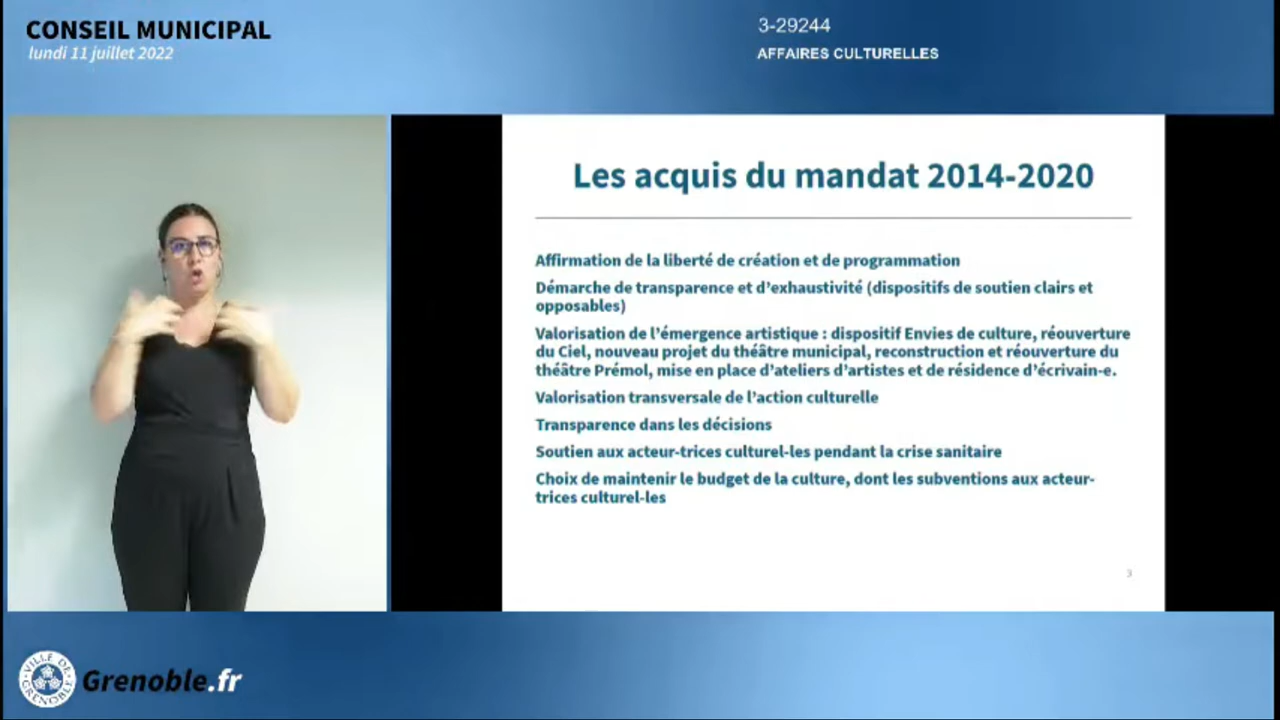 CONSEIL MUNICIPAL
lundi 11 juillet 2022
3-29244
AFFAIRES CULTURELLES
Les acquis du mandat 2014-2020
Affirmation de la liberté de création et de programmation
Démarche de transparence et d'exhaustivité (dispositifs de soutien clairs et
opposables)
Valorisation de l'émergence artistique : dispositif Envies de culture, réouverture
du Ciel, nouveau projet du théâtre municipal, reconstruction et réouverture du
théâtre Prémol, mise en place d'ateliers d'artistes et de résidence d'écrivain-e.
Valorisation transversale de l'action culturelle
Transparence dans les décisions
Soutien aux acteur-trices culturel-les pendant la crise sanitaire
Choix de maintenir le budget de la culture, dont les subventions aux acteur-
trices culturel-les
3
VILLE DE GRENOBLE
Grenoble.fr